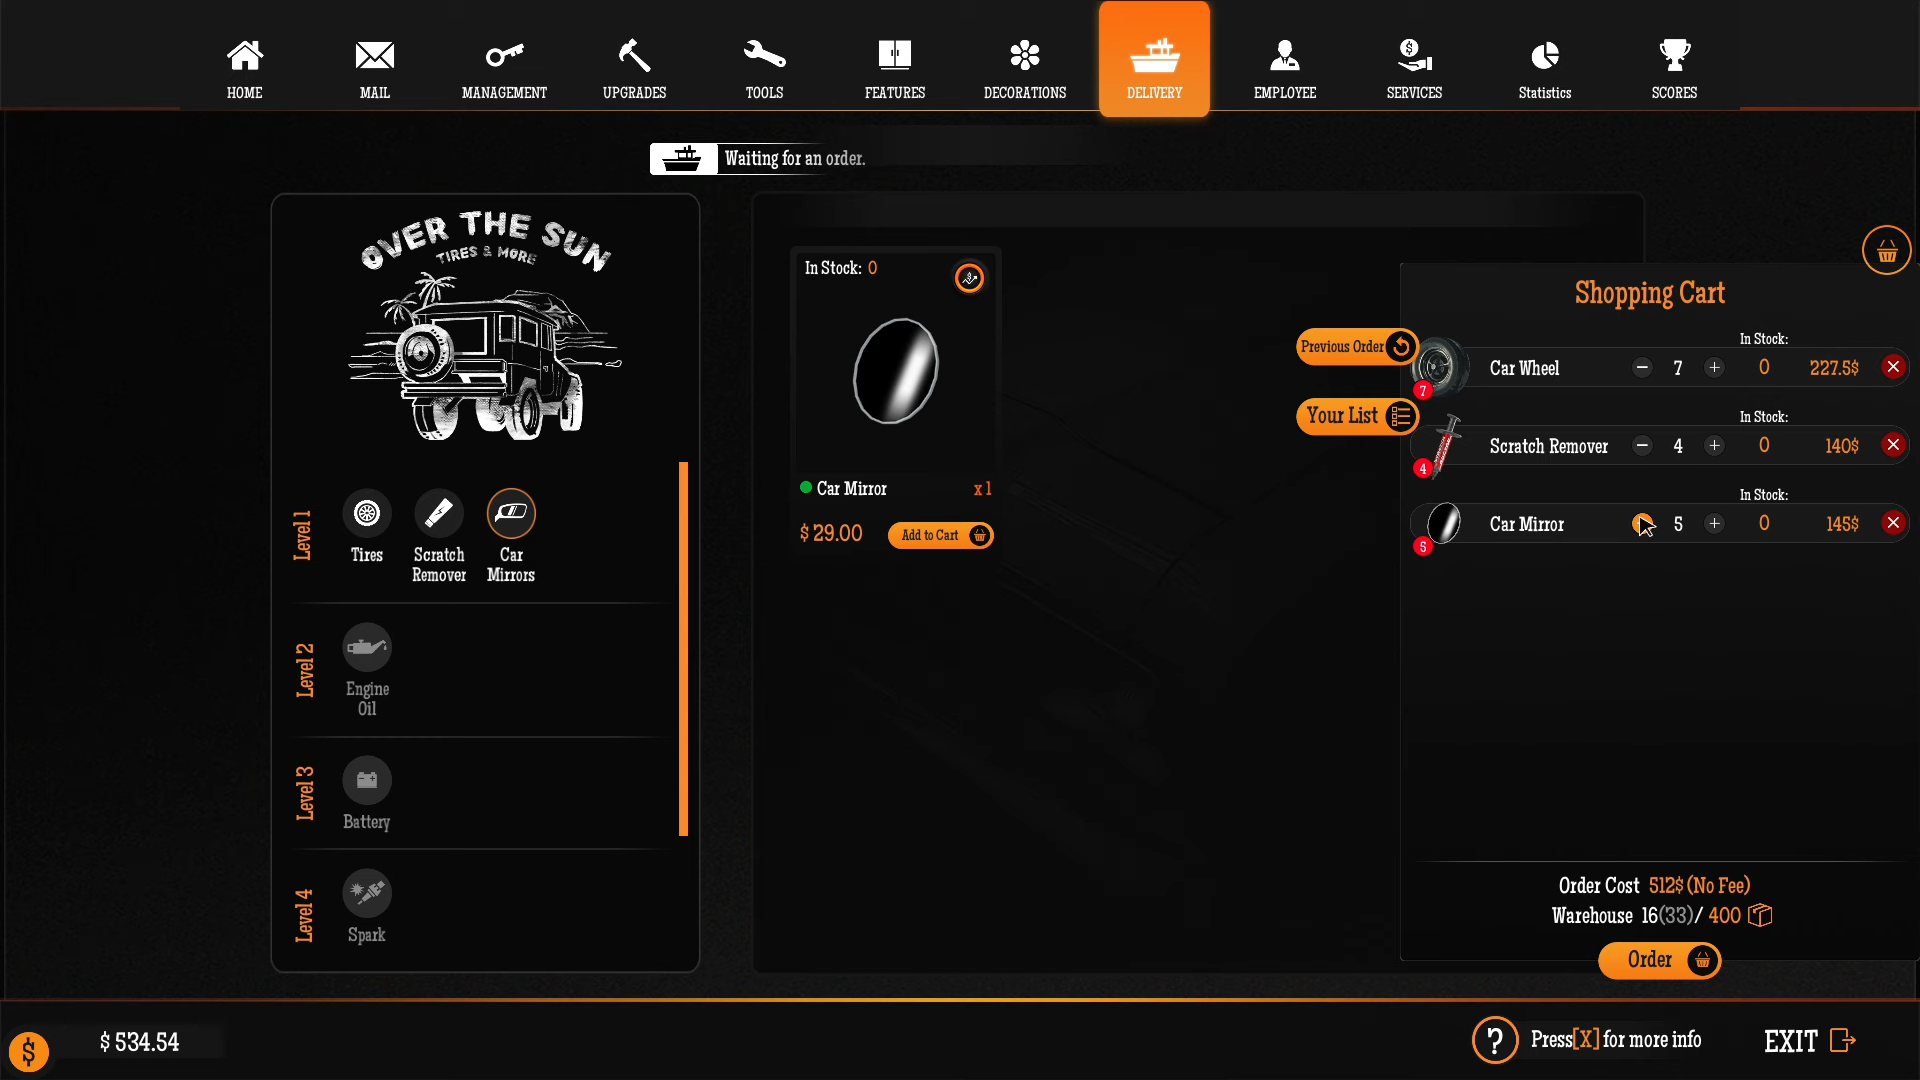 HOME
MAIL
MANAGEMENT
UPGRADES
TOOLS
FEATURES
DECORATIONS
DELIVERY
EMPLOYEE
SERVICES
Statistics
SCORES
Waiting for an order.
OVER THE SUN
TIRES & MORE
Level 1
Tires
Scratch Remover
Car Mirrors
Level 2
Engine Oil
Level 3
Battery
Level 4
Spark
In Stock: 0
Car Mirror x 1
$ 29.00 Add to Cart
Shopping Cart
Previous Order
Your List
In Stock:
7 Car Wheel − 7 + 0 227.5$
In Stock:
4 Scratch Remover − 4 + 0 140$
In Stock:
5 Car Mirror 5 + 0 145$
Order Cost 512$ (No Fee)
Warehouse 16(33)/ 400
Order
$ $ 534.54
? Press[X] for more info
EXIT